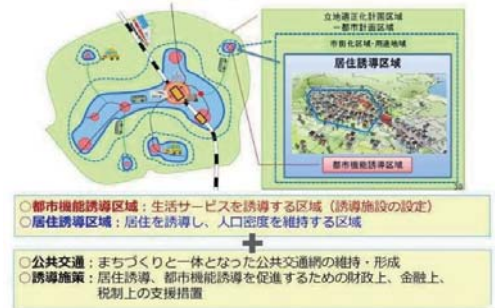 立地適正化計画区域
=都市計画区域
市街化区域・用途地域
居住誘導区域
都市機能誘導区域
○都市機能誘導区域：生活サービスを誘導する区域（誘導施設の設定）
○居住誘導区域：居住を誘導し、人口密度を維持する区域
+
○公共交通：まちづくりと一体となった公共交通網の維持・形成
○誘導施策：居住誘導、都市機能誘導を促進するための財政上、金融上、
税制上の支援措置